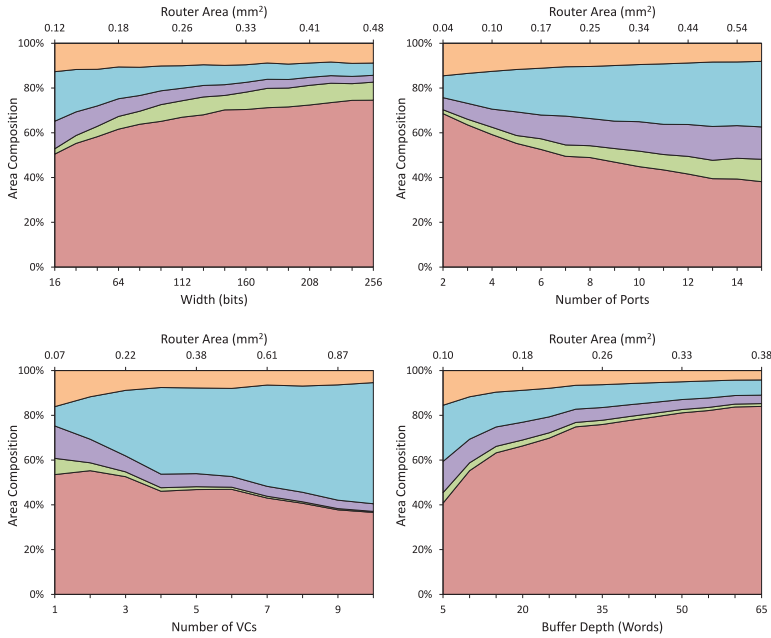 Router Area (mm²)
0.12 0.18 0.26 0.33 0.41 0.48
100%
80%
60%
40%
20%
0%
Area Composition
16 64 112 160 208 256
Width (bits)
Router Area (mm²)
0.04 0.10 0.17 0.25 0.34 0.44 0.54
100%
80%
60%
40%
20%
0%
Area Composition
2 4 6 8 10 12 14
Number of Ports
Router Area (mm²)
0.07 0.22 0.38 0.61 0.87
100%
80%
60%
40%
20%
0%
Area Composition
1 3 5 7 9
Number of VCs
Router Area (mm²)
0.10 0.18 0.26 0.33 0.38
100%
80%
60%
40%
20%
0%
Area Composition
5 20 35 50 65
Buffer Depth (Words)